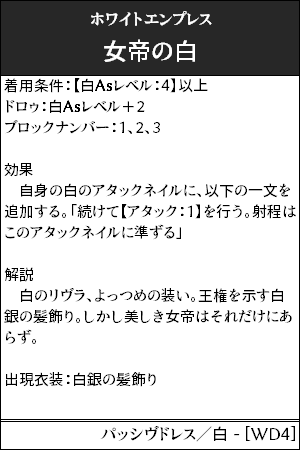 ホワイトエンプレス
女帝の白
着用条件:【白Asレベル:4】以上
ドロゥ:白Asレベル+2
ブロックナンバー:1、2、3
効果
　自身の白のアタックネイルに、以下の一文を
追加する。「続けて【アタック:1】を行う。射程は
このアタックネイルに準ずる」
解説
　白のリヴラ、よっつめの装い。王権を示す白
銀の髪飾り。しかし美しき女帝はそれだけにあ
らず。
出現衣装:白銀の髪飾り
パッシヴドレス／白 - [WD4]